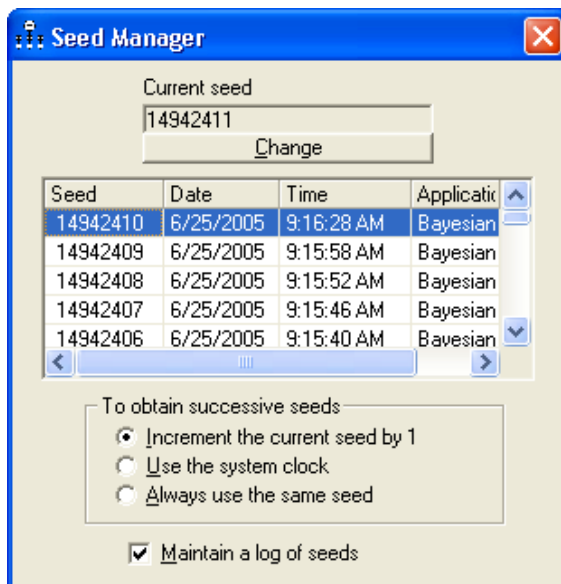 Seed Manager
Current seed
14942411
Change
Seed Date Time Applicatic
14942410 6/25/2005 9:16:28 AM Bayesian
14942409 6/25/2005 9:15:58 AM Bayesian
14942408 6/25/2005 9:15:52 AM Bayesian
14942407 6/25/2005 9:15:46 AM Bayesian
14942406 6/25/2005 9:15:40 AM Bayesian
To obtain successive seeds
Increment the current seed by 1
Use the system clock
Always use the same seed
Maintain a log of seeds